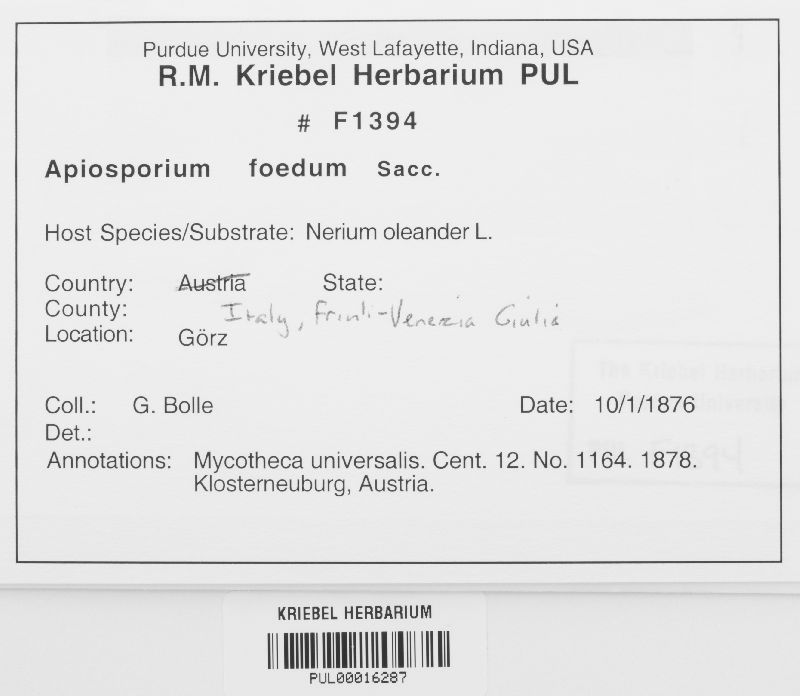 Purdue University, West Lafayette, Indiana, USA
R.M. Kriebel Herbarium PUL
# F1394
Apiosporium foedum Sacc.
Host Species/Substrate: Nerium oleander L.
Country: Austria State:
County: Italy, Friuli-Venezia Giulia
Location: Görz
Coll.: G. Bolle Date: 10/1/1876
Det.:
Annotations: Mycotheca universalis. Cent. 12. No. 1164. 1878.
Klosterneuburg, Austria.
KRIEBEL HERBARIUM
PUL00016287